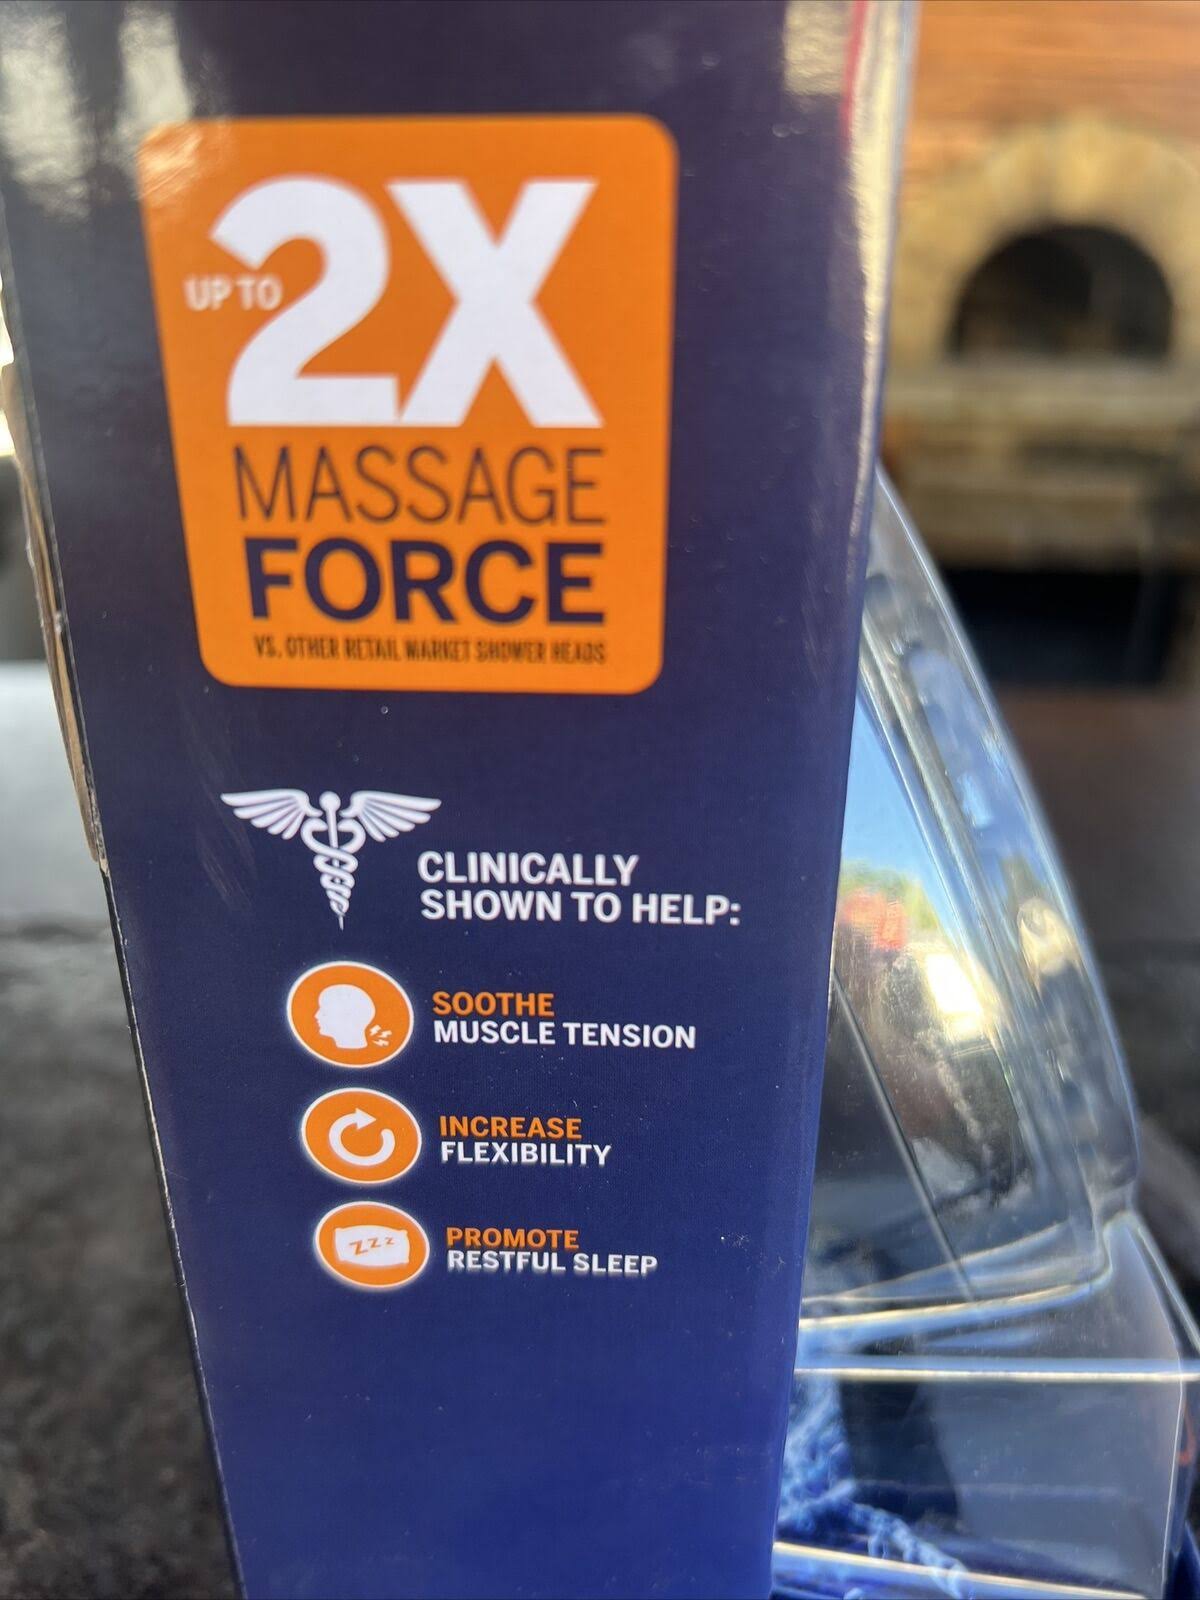 UP TO 2X
MASSAGE
FORCE
VS. OTHER RETAIL MARKET SHOWER HEADS
CLINICALLY
SHOWN TO HELP:
SOOTHE
MUSCLE TENSION
INCREASE
FLEXIBILITY
zzz
PROMOTE
RESTFUL SLEEP